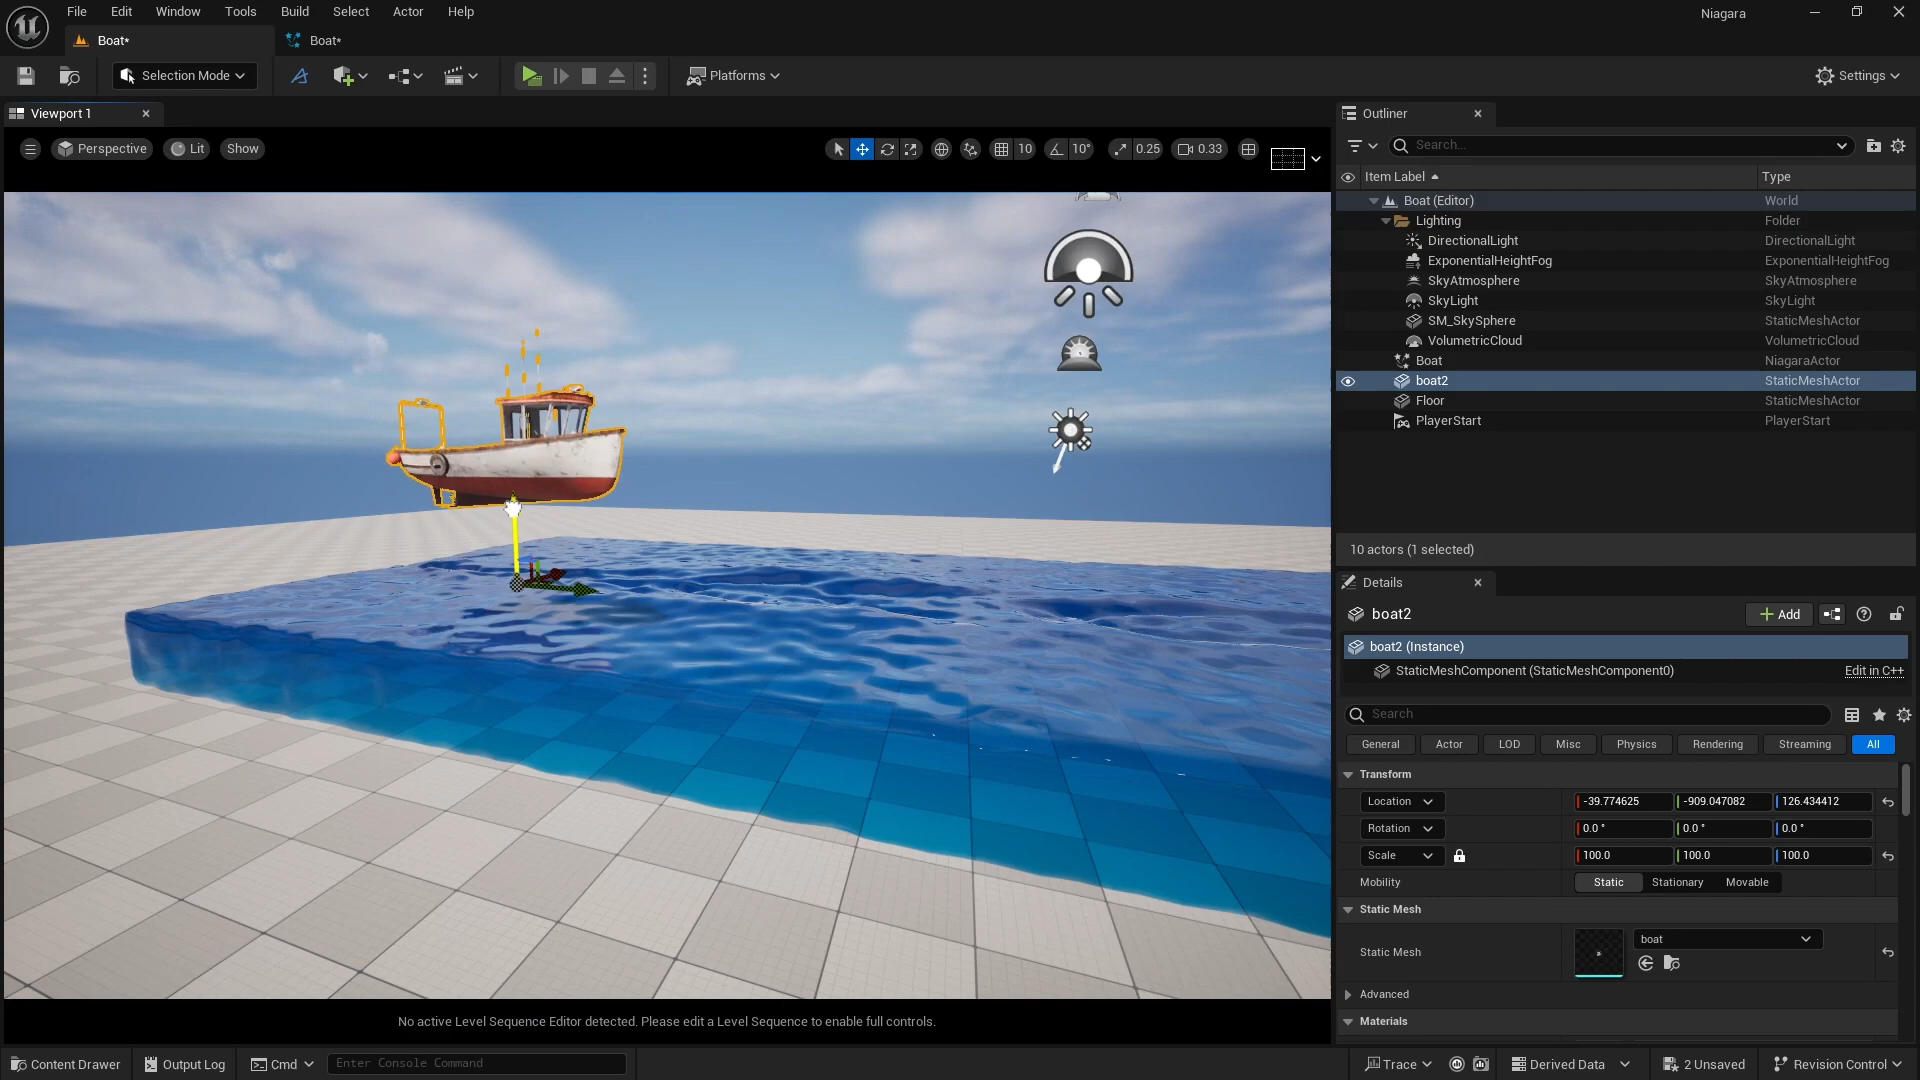 File Edit Window Tools Build Select Actor Help
Niagara
Boat*
Boat*
Selection Mode
Platforms
Settings
Viewport 1
Perspective Lit Show
10 10° 0.25 0.33
No active Level Sequence Editor detected. Please edit a Level Sequence to enable full controls.
Outliner
Search...
Item Label Type
Boat (Editor) World
Lighting Folder
DirectionalLight DirectionalLight
ExponentialHeightFog ExponentialHeightFog
SkyAtmosphere SkyAtmosphere
SkyLight SkyLight
SM_SkySphere StaticMeshActor
VolumetricCloud VolumetricCloud
Boat NiagaraActor
boat2 StaticMeshActor
Floor StaticMeshActor
PlayerStart PlayerStart
10 actors (1 selected)
Details
boat2
Add
boat2 (Instance)
StaticMeshComponent (StaticMeshComponent0) Edit in C++
Search
General Actor LOD Misc Physics Rendering Streaming All
Transform
Location -39.774625 -909.047082 126.434412
Rotation 0.0 ° 0.0 ° 0.0 °
Scale 100.0 100.0 100.0
Mobility Static Stationary Movable
Static Mesh
Static Mesh boat
Advanced
Materials
Content Drawer Output Log Cmd Enter Console Command
Trace Derived Data 2 Unsaved Revision Control